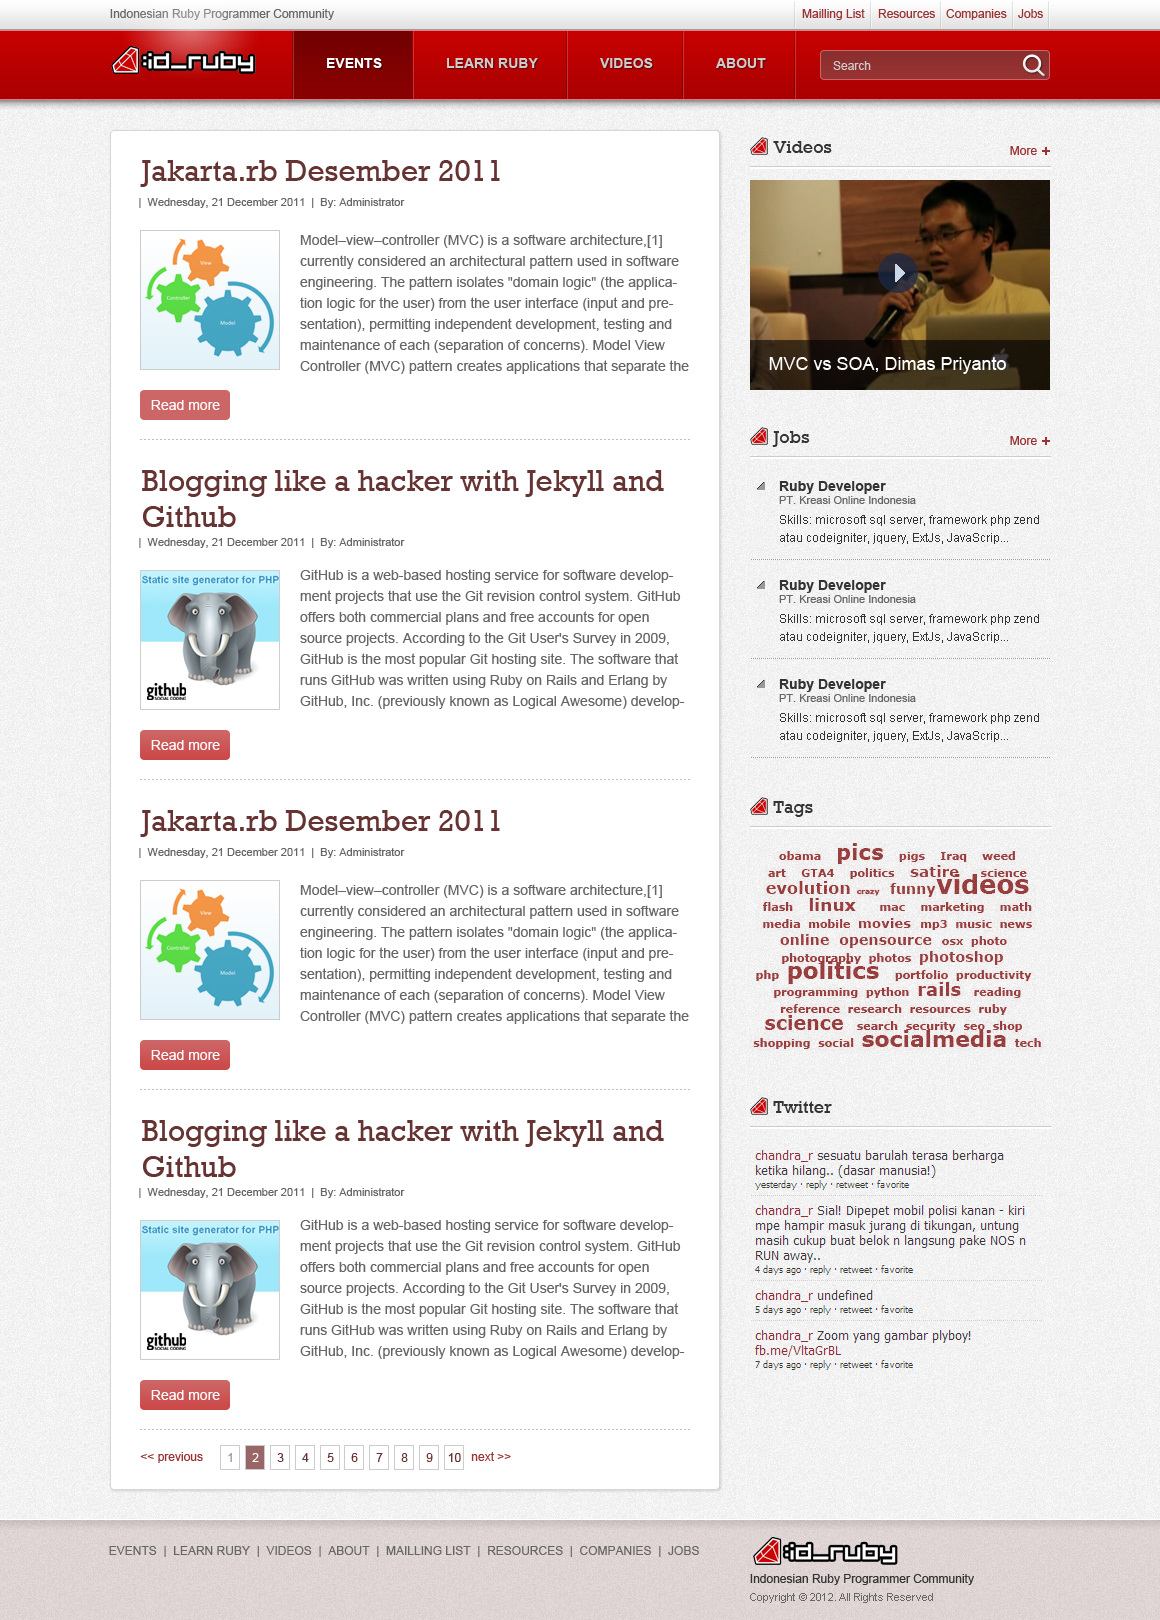 Indonesian Ruby Programmer Community
Mailling List
Resources
Companies
Jobs
:id_ruby
EVENTS
LEARN RUBY
VIDEOS
ABOUT
Search
Jakarta.rb Desember 2011
| Wednesday, 21 December 2011 | By: Administrator
View
Controller
Model
Model–view–controller (MVC) is a software architecture,[1]
currently considered an architectural pattern used in software
engineering. The pattern isolates "domain logic" (the applica-
tion logic for the user) from the user interface (input and pre-
sentation), permitting independent development, testing and
maintenance of each (separation of concerns). Model View
Controller (MVC) pattern creates applications that separate the
Read more
Blogging like a hacker with Jekyll and
Github
| Wednesday, 21 December 2011 | By: Administrator
Static site generator for PHP
github
SOCIAL CODING
GitHub is a web-based hosting service for software develop-
ment projects that use the Git revision control system. GitHub
offers both commercial plans and free accounts for open
source projects. According to the Git User's Survey in 2009,
GitHub is the most popular Git hosting site. The software that
runs GitHub was written using Ruby on Rails and Erlang by
GitHub, Inc. (previously known as Logical Awesome) develop-
Read more
Jakarta.rb Desember 2011
| Wednesday, 21 December 2011 | By: Administrator
View
Controller
Model
Model–view–controller (MVC) is a software architecture,[1]
currently considered an architectural pattern used in software
engineering. The pattern isolates "domain logic" (the applica-
tion logic for the user) from the user interface (input and pre-
sentation), permitting independent development, testing and
maintenance of each (separation of concerns). Model View
Controller (MVC) pattern creates applications that separate the
Read more
Blogging like a hacker with Jekyll and
Github
| Wednesday, 21 December 2011 | By: Administrator
Static site generator for PHP
github
SOCIAL CODING
GitHub is a web-based hosting service for software develop-
ment projects that use the Git revision control system. GitHub
offers both commercial plans and free accounts for open
source projects. According to the Git User's Survey in 2009,
GitHub is the most popular Git hosting site. The software that
runs GitHub was written using Ruby on Rails and Erlang by
GitHub, Inc. (previously known as Logical Awesome) develop-
Read more
<< previous 1 2 3 4 5 6 7 8 9 10 next >>
Videos
More +
MVC vs SOA, Dimas Priyanto
Jobs
More +
Ruby Developer
PT. Kreasi Online Indonesia
Skills: microsoft sql server, framework php zend
atau codeigniter, jquery, ExtJs, JavaScrip...
Ruby Developer
PT. Kreasi Online Indonesia
Skills: microsoft sql server, framework php zend
atau codeigniter, jquery, ExtJs, JavaScrip...
Ruby Developer
PT. Kreasi Online Indonesia
Skills: microsoft sql server, framework php zend
atau codeigniter, jquery, ExtJs, JavaScrip...
Tags
obama pics pigs Iraq weed
art GTA4 politics satire science
evolution crazy funny videos
flash linux mac marketing math
media mobile movies mp3 music news
online opensource osx photo
photography photos photoshop
php politics portfolio productivity
programming python rails reading
reference research resources ruby
science search security seo shop
shopping social socialmedia tech
Twitter
chandra_r sesuatu barulah terasa berharga
ketika hilang.. (dasar manusia!)
yesterday · reply · retweet · favorite
chandra_r Sial! Dipepet mobil polisi kanan - kiri
mpe hampir masuk jurang di tikungan, untung
masih cukup buat belok n langsung pake NOS n
RUN away..
4 days ago · reply · retweet · favorite
chandra_r undefined
5 days ago · reply · retweet · favorite
chandra_r Zoom yang gambar plyboy!
fb.me/VltaGrBL
7 days ago · reply · retweet · favorite
EVENTS | LEARN RUBY | VIDEOS | ABOUT | MAILLING LIST | RESOURCES | COMPANIES | JOBS
:id_ruby
Indonesian Ruby Programmer Community
Copyright © 2012. All Rights Reserved